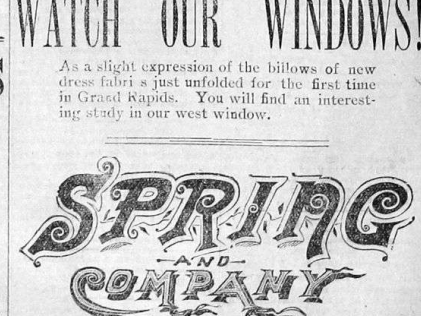 WATCH OUR WINDOWS!
As a slight expression of the billows of new
dress fabri s just unfolded for the first time
in Grand Rapids. You will find an interest-
ing study in our west window.
SPRING
AND
COMPANY